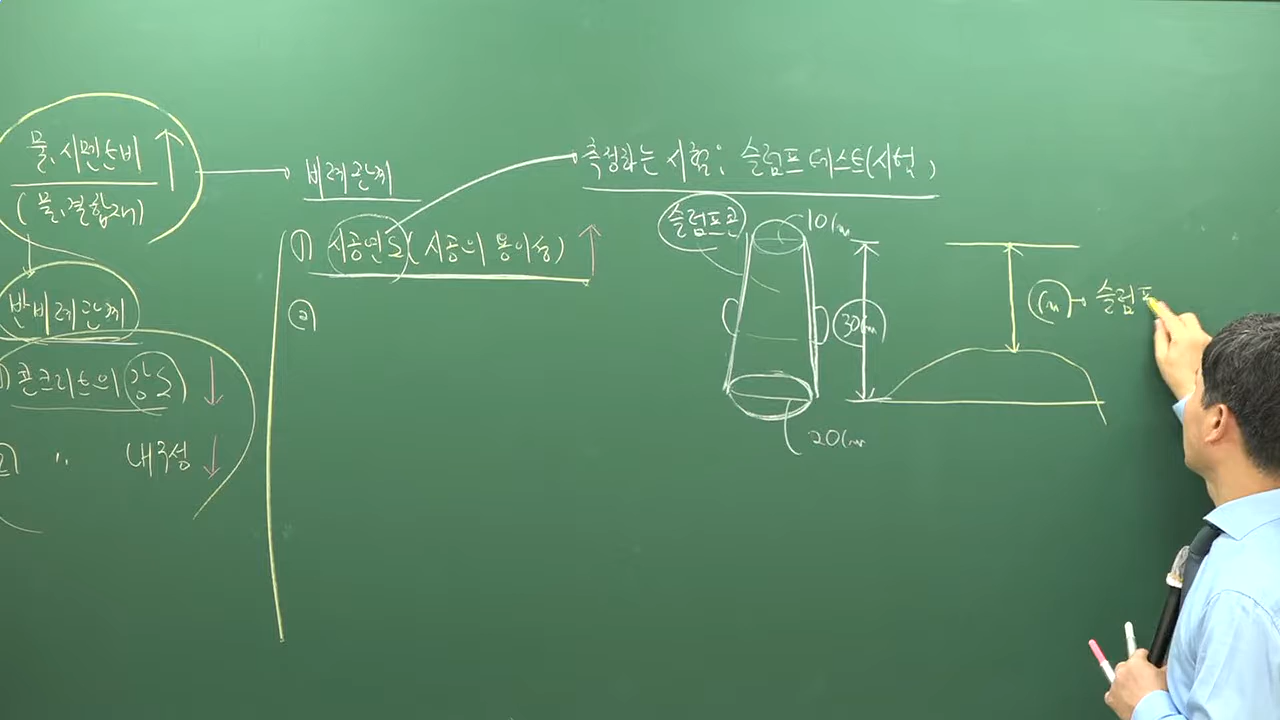 물, 시멘트비 ↑
(물, 결합재)
반비례관계
① 콘크리트의 강도 ↓
② 〃 내구성 ↓
비례관계
① 시공연도(시공의 용이성) ↑
②
측정하는 시험; 슬럼프 테스트(시험)
슬럼프콘
10cm
30cm
20cm
cm → 슬럼프